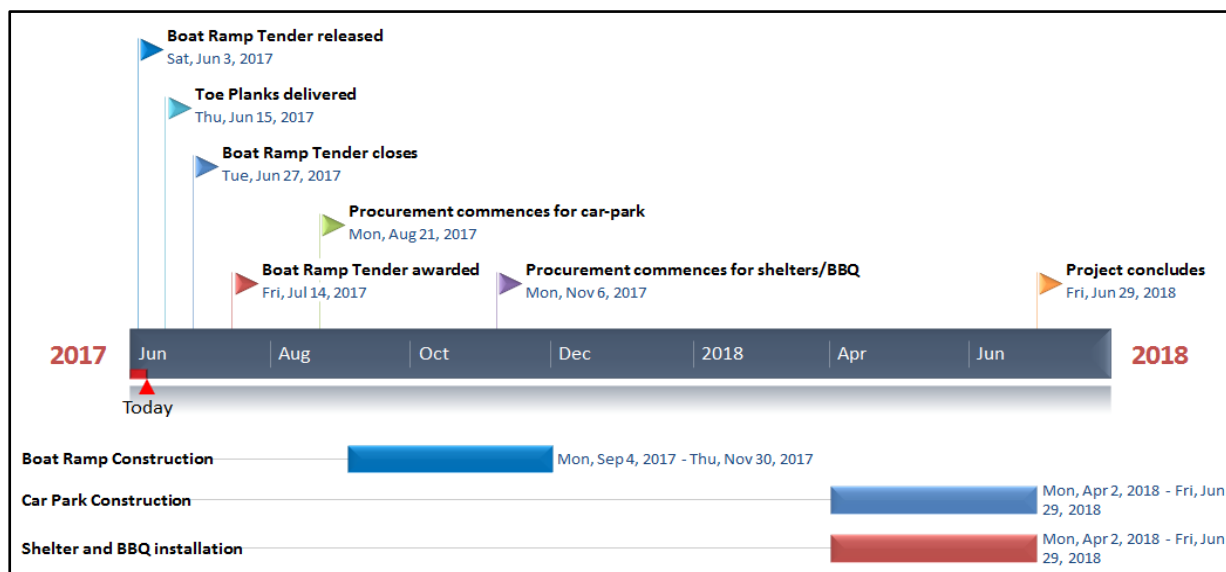 Boat Ramp Tender released
Sat, Jun 3, 2017
Toe Planks delivered
Thu, Jun 15, 2017
Boat Ramp Tender closes
Tue, Jun 27, 2017
Procurement commences for car-park
Mon, Aug 21, 2017
Boat Ramp Tender awarded
Fri, Jul 14, 2017
Procurement commences for shelters/BBQ
Mon, Nov 6, 2017
Project concludes
Fri, Jun 29, 2018
2017 Jun Aug Oct Dec 2018 Apr Jun 2018
Today
Boat Ramp Construction Mon, Sep 4, 2017 - Thu, Nov 30, 2017
Car Park Construction Mon, Apr 2, 2018 - Fri, Jun
29, 2018
Shelter and BBQ installation Mon, Apr 2, 2018 - Fri, Jun
29, 2018